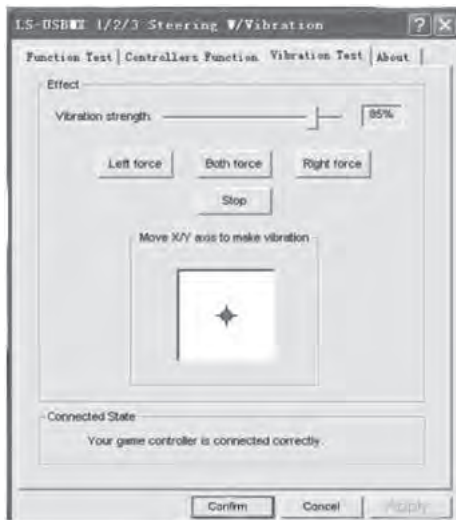 LS-USBMX 1/2/3 Steering W/Vibration
Function Test Controllers Function Vibration Test About
Effect
Vibration strength 85%
Left force Both force Right force
Stop
Move X/Y axis to make vibration
Connected State
Your game controller is connected correctly.
Confirm Cancel Apply